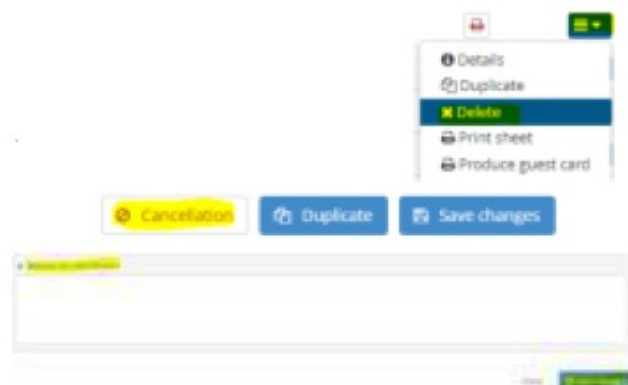 Details
Duplicate
Delete
Print sheet
Produce guest card
Cancellation
Duplicate
Save changes